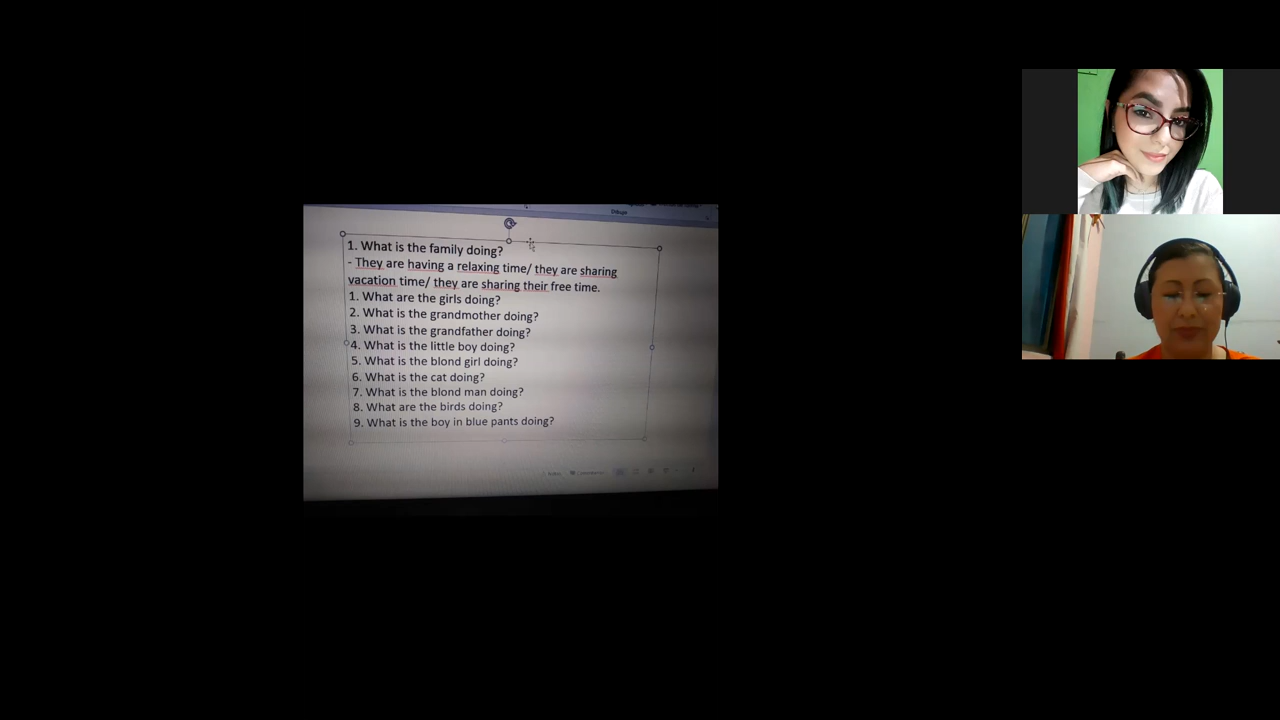 Dibujo
1. What is the family doing?
- They are having a relaxing time/ they are sharing
vacation time/ they are sharing their free time.
1. What are the girls doing?
2. What is the grandmother doing?
3. What is the grandfather doing?
4. What is the little boy doing?
5. What is the blond girl doing?
6. What is the cat doing?
7. What is the blond man doing?
8. What are the birds doing?
9. What is the boy in blue pants doing?